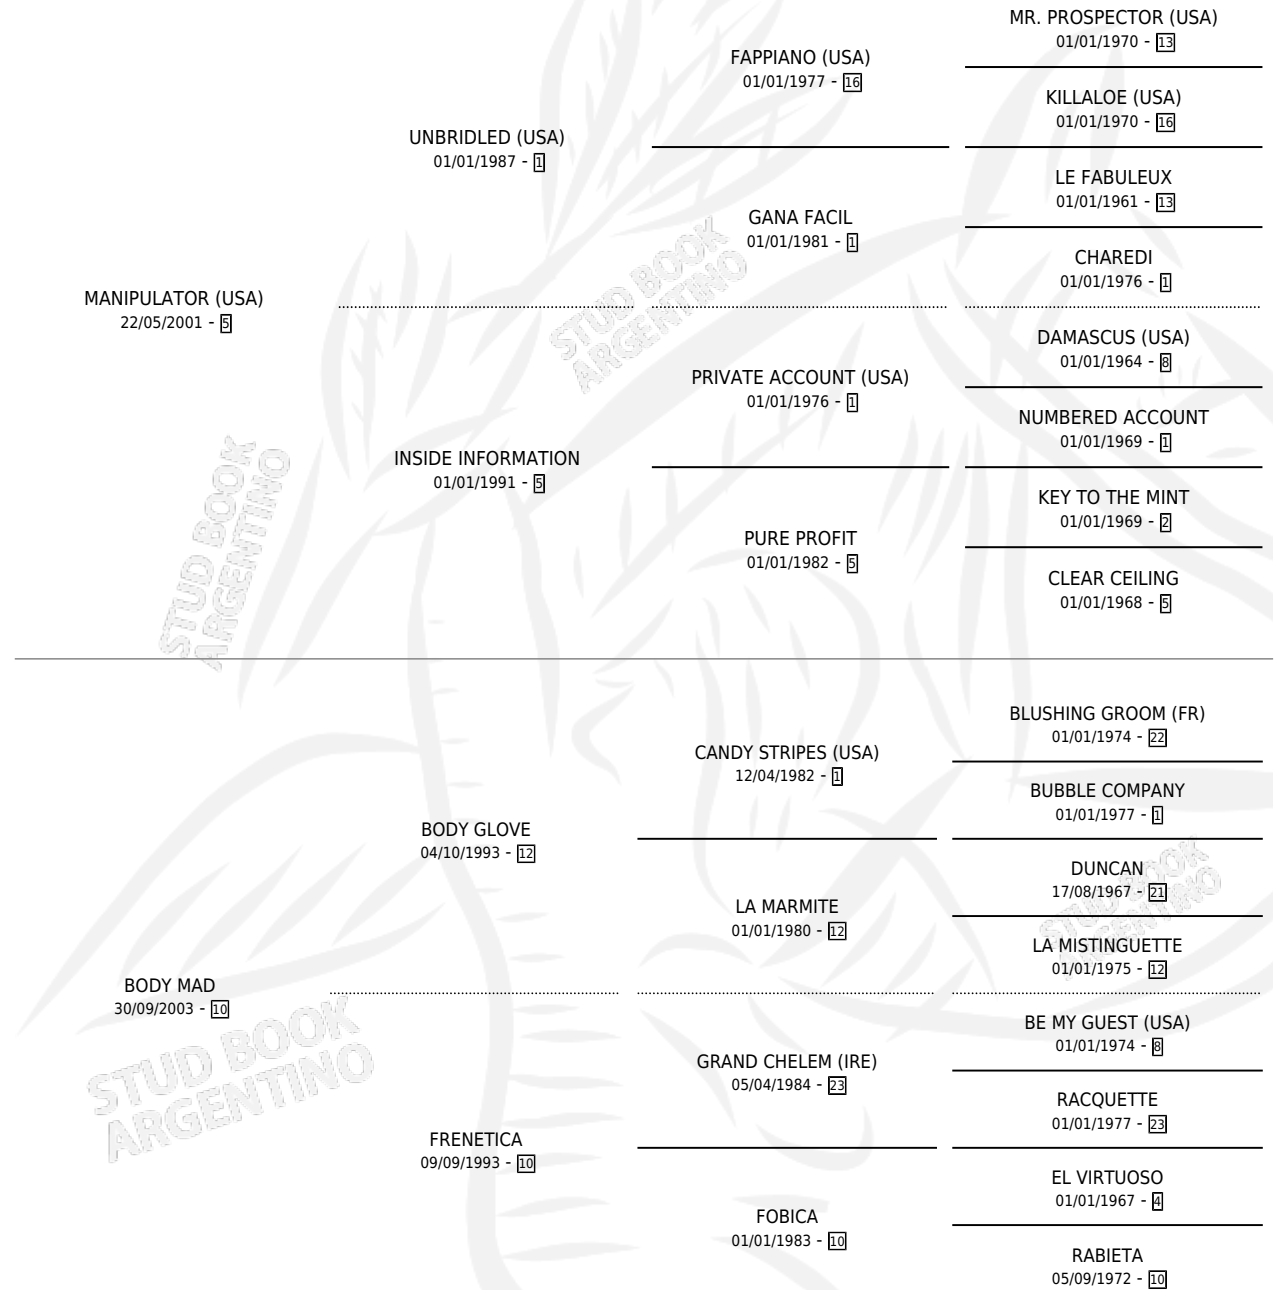 MR. PROSPECTOR (USA)
01/01/1970 - 13
FAPPIANO (USA)
01/01/1977 - 16
KILLALOE (USA)
01/01/1970 - 16
UNBRIDLED (USA)
01/01/1987 - 1
LE FABULEUX
01/01/1961 - 13
GANA FACIL
01/01/1981 - 1
CHAREDI
01/01/1976 - 1
MANIPULATOR (USA)
22/05/2001 - 5
DAMASCUS (USA)
01/01/1964 - 8
PRIVATE ACCOUNT (USA)
01/01/1976 - 1
NUMBERED ACCOUNT
01/01/1969 - 1
INSIDE INFORMATION
01/01/1991 - 5
KEY TO THE MINT
01/01/1969 - 2
PURE PROFIT
01/01/1982 - 5
CLEAR CEILING
01/01/1968 - 5
STUD BOOK
ARGENTINO
STUD BOOK
ARGENTINO
BLUSHING GROOM (FR)
01/01/1974 - 22
CANDY STRIPES (USA)
12/04/1982 - 1
BUBBLE COMPANY
01/01/1977 - 1
BODY GLOVE
04/10/1993 - 12
DUNCAN
17/08/1967 - 21
LA MARMITE
01/01/1980 - 12
LA MISTINGUETTE
01/01/1975 - 12
STUD BOOK
ARGENTINO
BODY MAD
30/09/2003 - 10
BE MY GUEST (USA)
01/01/1974 - 8
GRAND CHELEM (IRE)
05/04/1984 - 23
RACQUETTE
01/01/1977 - 23
STUD BOOK
ARGENTINO
FRENETICA
09/09/1993 - 10
EL VIRTUOSO
01/01/1967 - 4
FOBICA
01/01/1983 - 10
RABIETA
05/09/1972 - 10